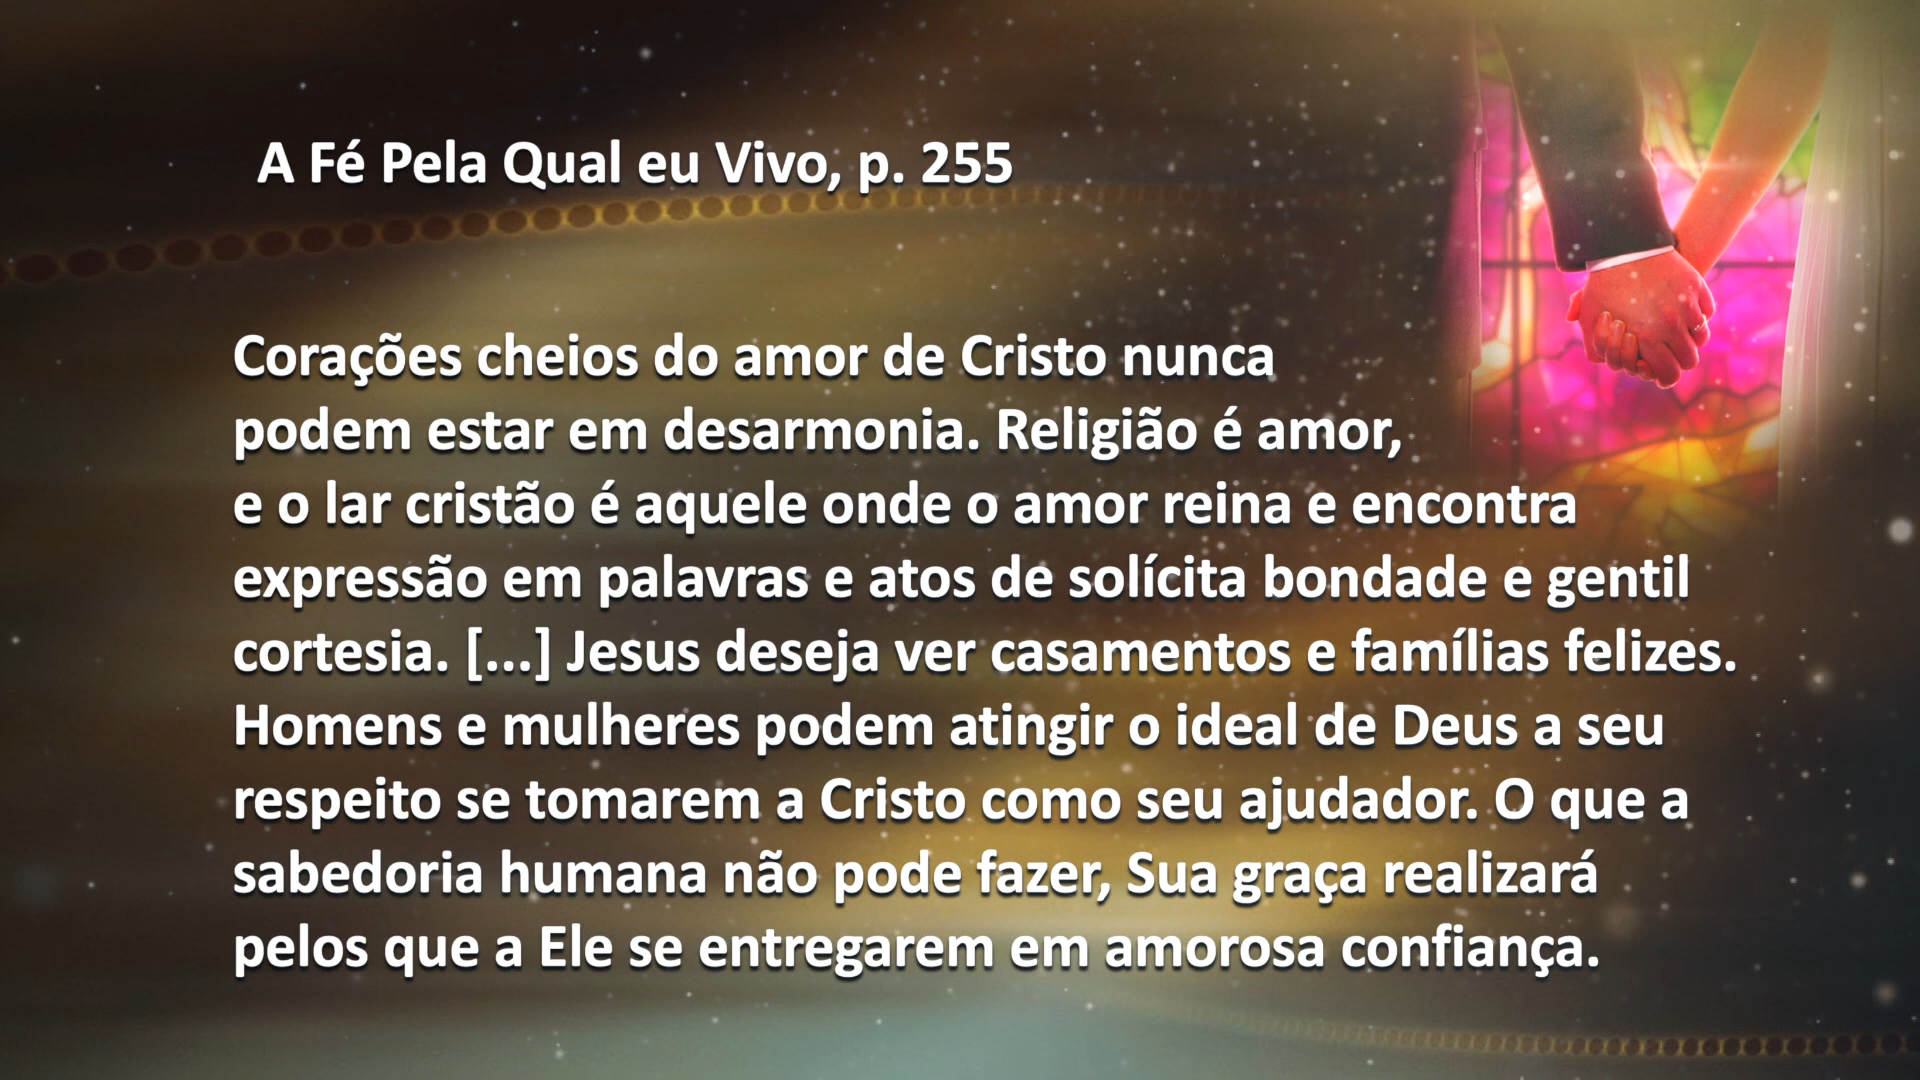 A Fé Pela Qual eu Vivo, p. 255
Corações cheios do amor de Cristo nunca
podem estar em desarmonia. Religião é amor,
e o lar cristão é aquele onde o amor reina e encontra
expressão em palavras e atos de solícita bondade e gentil
cortesia. [...] Jesus deseja ver casamentos e famílias felizes.
Homens e mulheres podem atingir o ideal de Deus a seu
respeito se tomarem a Cristo como seu ajudador. O que a
sabedoria humana não pode fazer, Sua graça realizará
pelos que a Ele se entregarem em amorosa confiança.